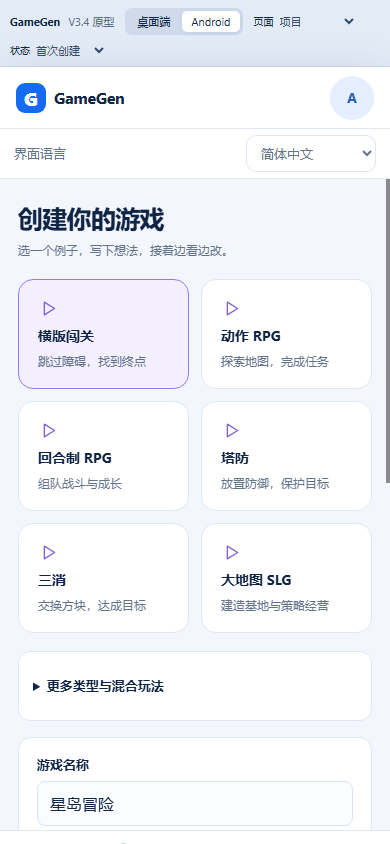 GameGen V3.4 原型 桌面端 Android 页面 项目
状态 首次创建
G GameGen A
界面语言 简体中文
创建你的游戏
选一个例子，写下想法，接着边看边改。
横版闯关 动作 RPG
跳过障碍，找到终点 探索地图，完成任务
回合制 RPG 塔防
组队战斗与成长 放置防御，保护目标
三消 大地图 SLG
交换方块，达成目标 建造基地与策略经营
更多类型与混合玩法
游戏名称
星岛冒险